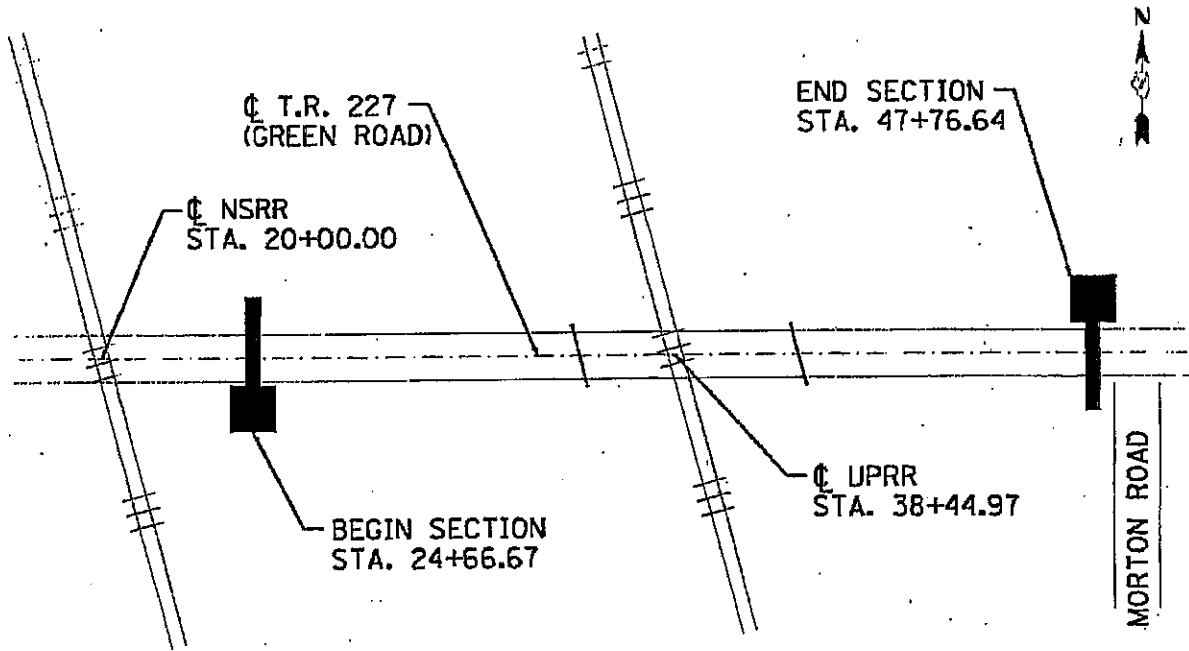 N
℄ T.R. 227
(GREEN ROAD)
END SECTION
STA. 47+76.64
℄ NSRR
STA. 20+00.00
℄ UPRR
STA. 38+44.97
BEGIN SECTION
STA. 24+66.67
MORTON ROAD